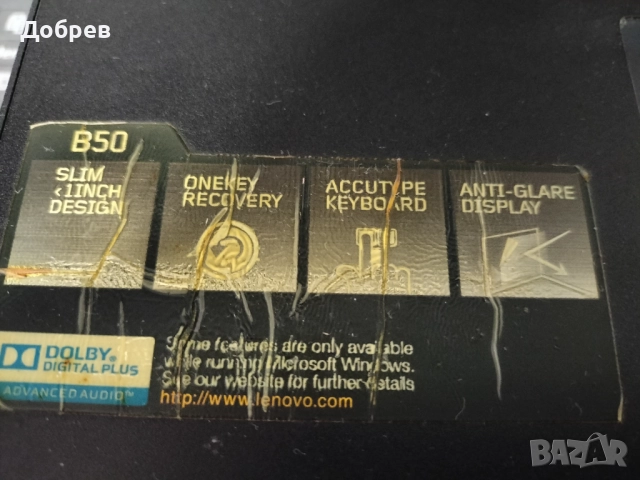 Добрев
B50
SLIM
<1INCH
DESIGN
ONEKEY
RECOVERY
ACCUTYPE
KEYBOARD
ANTI-GLARE
DISPLAY
DOLBY
DIGITAL PLUS
ADVANCED AUDIO™
Some features are only available
while running Microsoft Windows.
See our website for further details
http://www.lenovo.com
BAZAR